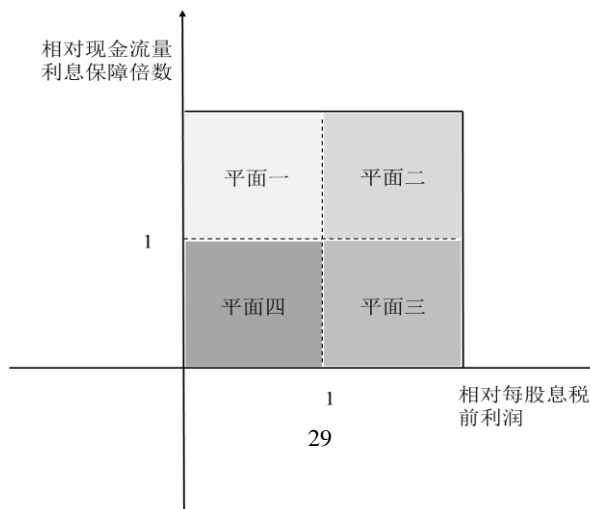 相对现金流量
利息保障倍数
平面一
平面二
1
平面四
平面三
1
相对每股息税
前利润
29